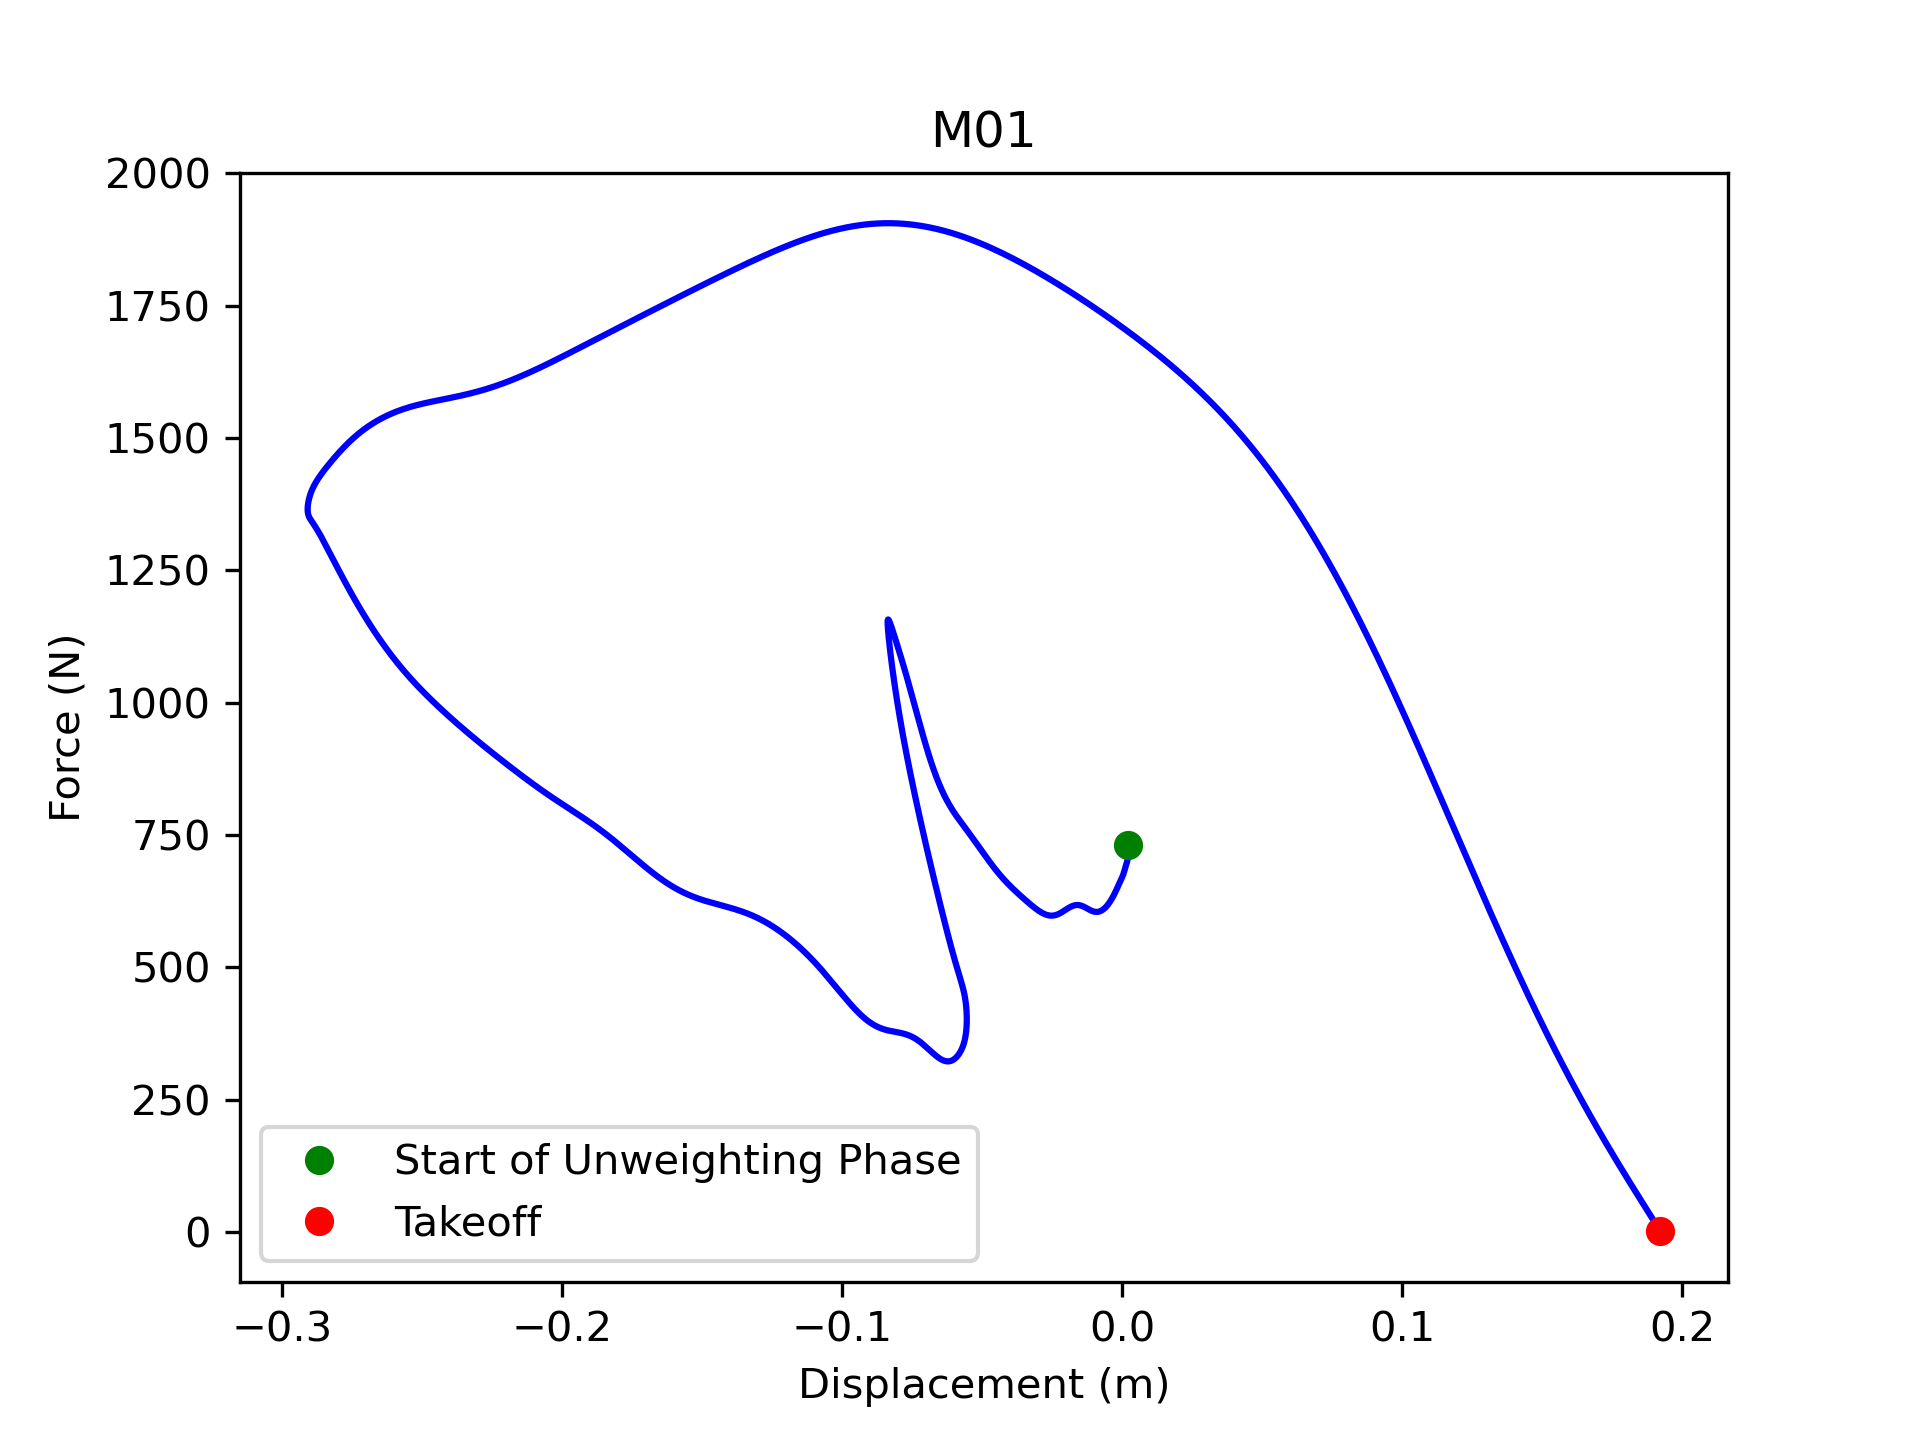 M01
2000
1750
1500
1250
1000
750
500
250
0
Force (N)
Start of Unweighting Phase
Takeoff
−0.3 −0.2 −0.1 0.0 0.1 0.2
Displacement (m)